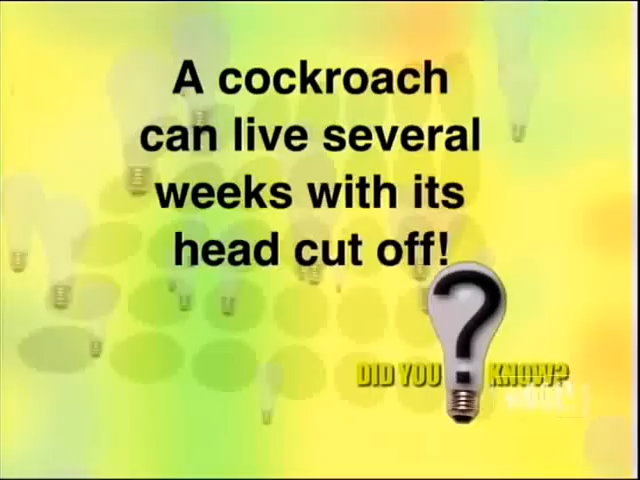 A cockroach
can live several
weeks with its
head cut off!
DID YOU ? KNOW?